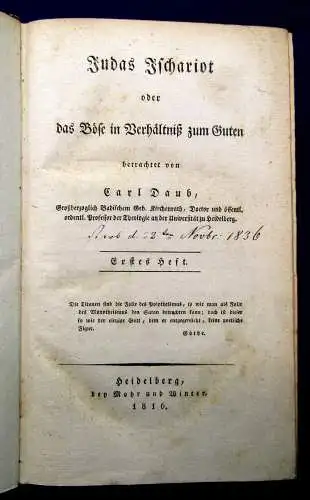 Judas Ischariot
oder
das Böse in Verhältniß zum Guten
betrachtet von
Carl Daub,
Großherzoglich Badischem Geh. Kirchenrath, Doctor und öffentl.
ordentl. Professor der Theologie an der Universität zu Heidelberg.
Starb d. 22ten Novbr. 1836
Erstes Heft.
Die Titanen sind die Folie des Polytheismus, so wie man als Folie
des Monotheismus den Satan betrachten kann; doch ist dieser
so wie der einzige Gott, dem er entgegensteht, keine poetische
Figur.
Göthe.
Heidelberg,
bey Mohr und Winter.
1816.